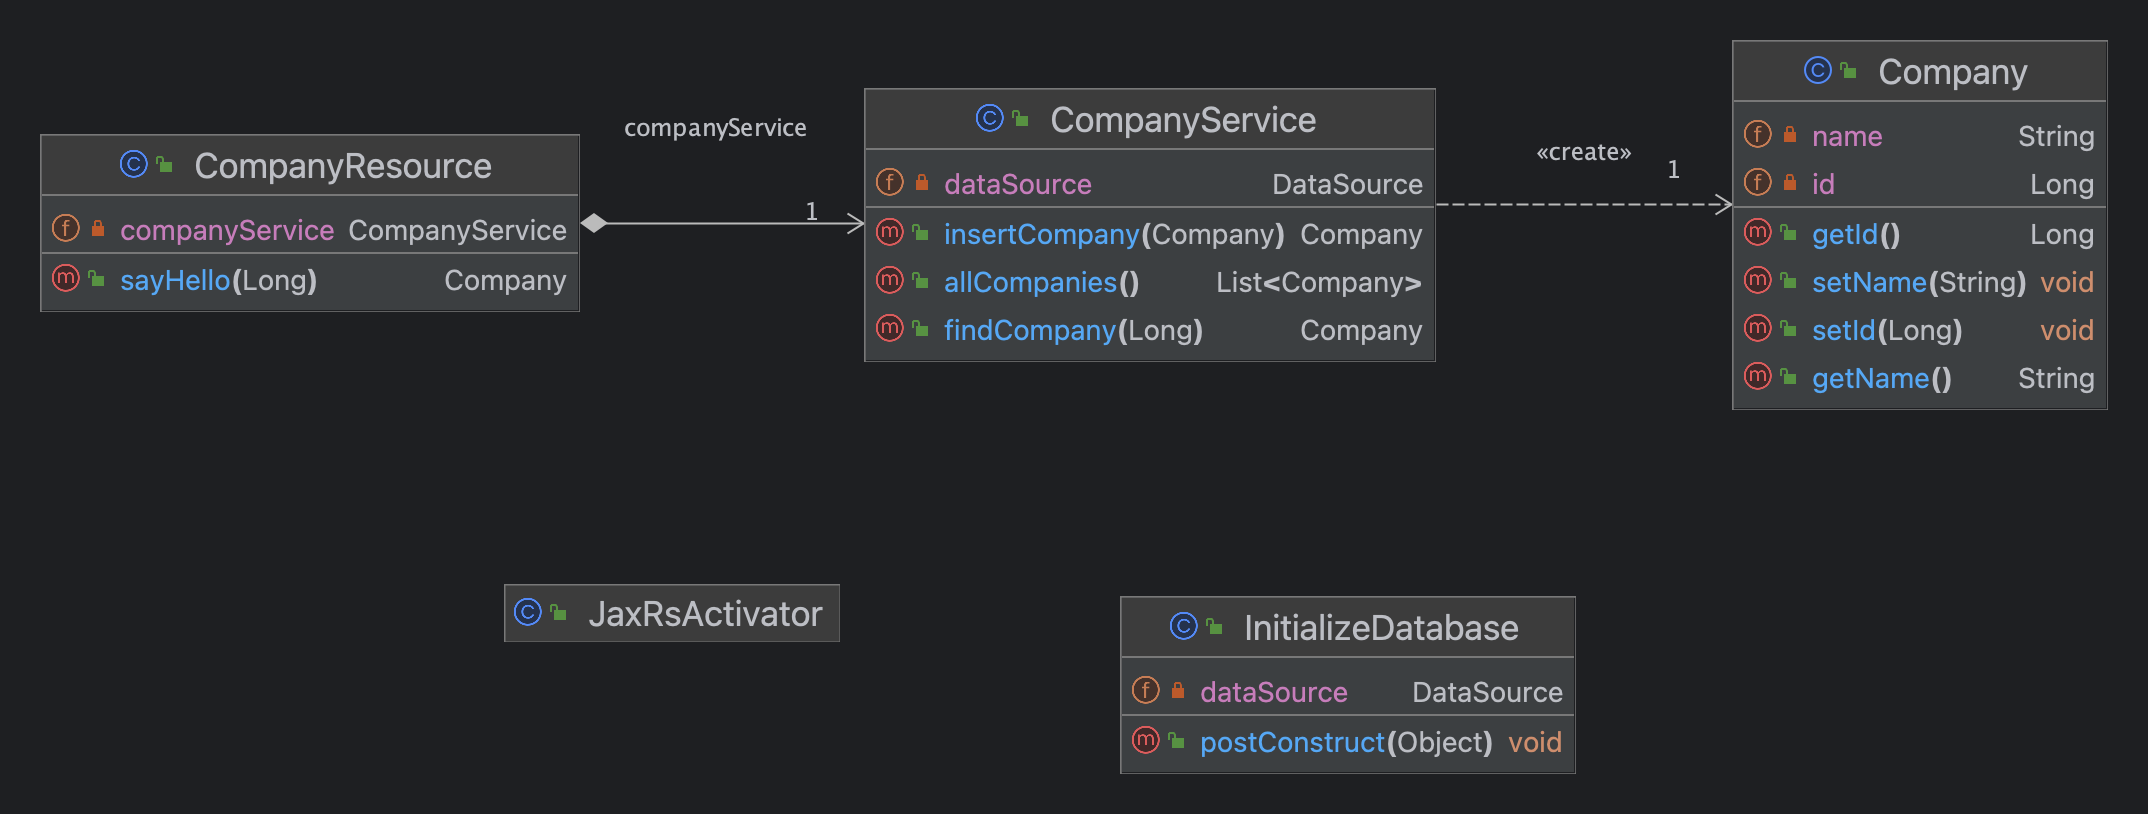 CompanyResource
companyService CompanyService
sayHello(Long) Company
companyService
1
CompanyService
dataSource DataSource
insertCompany(Company) Company
allCompanies() List<Company>
findCompany(Long) Company
«create»
1
Company
name String
id Long
getId() Long
setName(String) void
setId(Long) void
getName() String
JaxRsActivator
InitializeDatabase
dataSource DataSource
postConstruct(Object) void